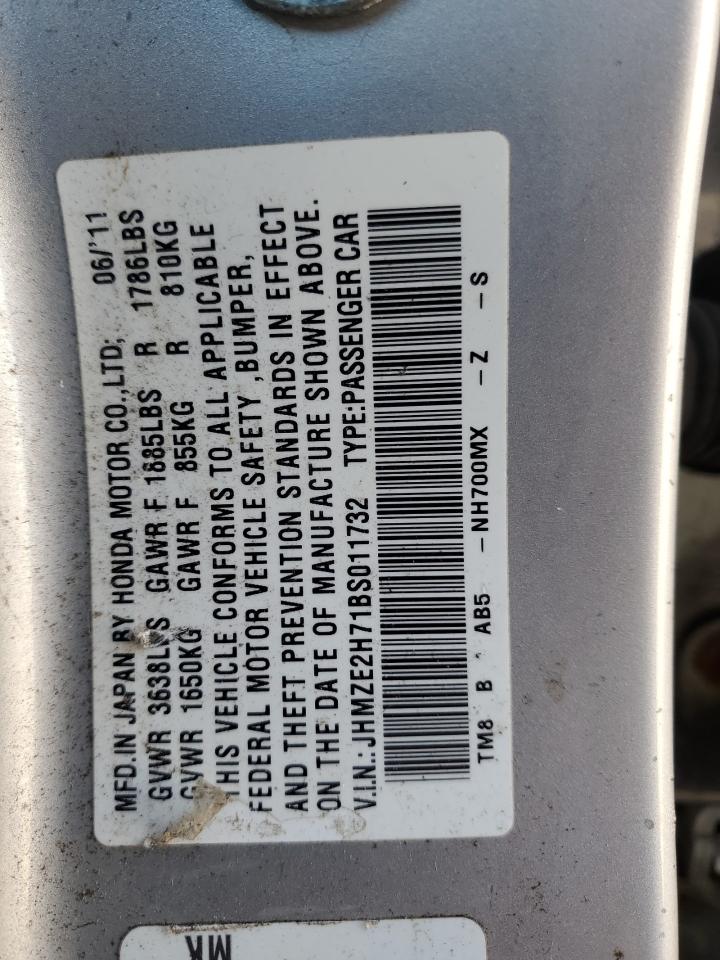 MFD.IN JAPAN BY HONDA MOTOR CO.,LTD; 06/'11
GVWR 3638LBS GAWR F 1885LBS R 1786LBS
GVWR 1650KG GAWR F 855KG R 810KG
THIS VEHICLE CONFORMS TO ALL APPLICABLE
FEDERAL MOTOR VEHICLE SAFETY ,BUMPER,
AND THEFT PREVENTION STANDARDS IN EFFECT
ON THE DATE OF MANUFACTURE SHOWN ABOVE.
V.I.N.:JHMZE2H71BS011732 TYPE:PASSENGER CAR
TM8 B AB5 -NH700MX -Z -S